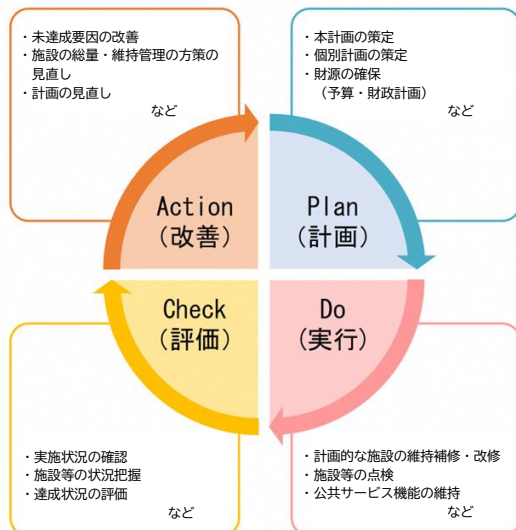 ・未達成要因の改善
・施設の総量・維持管理の方策の
見直し
・計画の見直し
など
・本計画の策定
・個別計画の策定
・財源の確保
（予算・財政計画）
など
Action
（改善）
Plan
（計画）
Check
（評価）
Do
（実行）
・実施状況の確認
・施設等の状況把握
・達成状況の評価
など
・計画的な施設の維持補修・改修
・施設等の点検
・公共サービス機能の維持
など